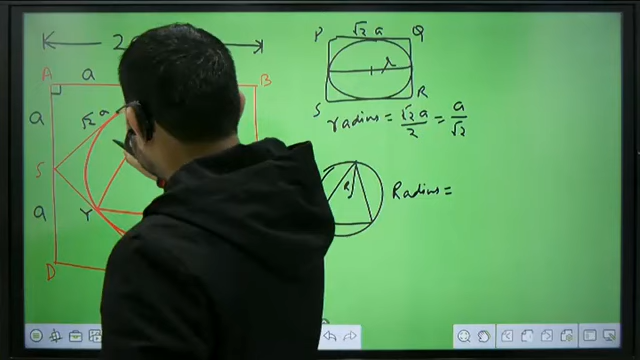 2
A a B
a √2 a
S
a Y
D
P √2 a Q
r
S R
radius = √2 a / 2 = a / √2
Radius =